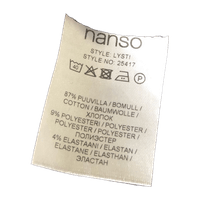 nanso
STYLE: LYSTI
STYLE NO: 25417
40
P
87% PUUVILLA / BOMULL /
COTTON / BAUMWOLLE /
ХЛОПОК
9% POLYESTERI / POLYESTER /
POLYESTER / POLYESTER /
ПОЛИЭСТЕР
4% ELASTAANI / ELASTAN /
ELASTANE / ELASTHAN /
ЭЛАСТАН